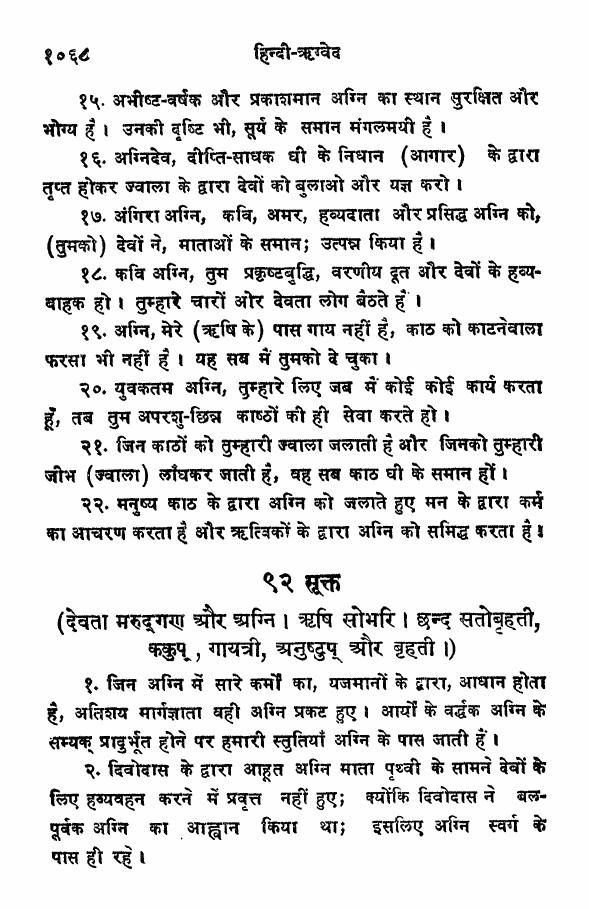 १०६८ हिन्दी-ऋग्वेद
१५. अभीष्ट-वर्षक और प्रकाशमान अग्नि का स्थान सुरक्षित और
भोग्य है। उनकी दृष्टि भी, सूर्य के समान मंगलमयी है।
१६. अग्निदेव, दीप्ति-साधक घी के निधान (आगार) के द्वारा
तृप्त होकर ज्वाला के द्वारा देवों को बुलाओ और यज्ञ करो।
१७. अंगिरा अग्नि, कवि, अमर, हव्यदाता और प्रसिद्ध अग्नि को,
(तुमको) देवों ने, माताओं के समान; उत्पन्न किया है।
१८. कवि अग्नि, तुम प्रकृष्टबुद्धि, वरणीय दूत और देवों के हव्य-
वाहक हो। तुम्हारे चारों ओर देवता लोग बैठते हैं।
१९. अग्नि, मेरे (ऋषि के) पास गाय नहीं है, काठ को काटनेवाला
फरसा भी नहीं है। यह सब मैं तुमको दे चुका।
२०. युवकतम अग्नि, तुम्हारे लिए जब मैं कोई कोई कार्य करता
हूँ, तब तुम अपरशु-छिन्न काष्ठों की ही सेवा करते हो।
२१. जिन काठों को तुम्हारी ज्वाला जलाती है और जिनको तुम्हारी
जीभ (ज्वाला) लाँघकर जाती है, वह सब काठ घी के समान हों।
२२. मनुष्य काठ के द्वारा अग्नि को जलाते हुए मन के द्वारा कर्म
का आचरण करता है और ऋत्विकों के द्वारा अग्नि को समिद्ध करता है।
९२ सूक्त
(देवता मरुद्गण और अग्नि। ऋषि सोभरि। छन्द सतोबृहती,
ककुप्, गायत्री, अनुष्टुप् और बृहती।)
१. जिन अग्नि में सारे कर्मों का, यजमानों के द्वारा, आधान होता
है, अतिशय मार्गज्ञाता वही अग्नि प्रकट हुए। आर्यों के वर्द्धक अग्नि के
सम्यक् प्रादुर्भूत होने पर हमारी स्तुतियां अग्नि के पास जाती हैं।
२. दिवोदास के द्वारा आहूत अग्नि माता पृथ्वी के सामने देवों के
लिए हव्यवहन करने में प्रवृत्त नहीं हुए; क्योंकि दिवोदास ने बल-
पूर्वक अग्नि का आह्वान किया था; इसलिए अग्नि स्वर्ग के
पास ही रहे।